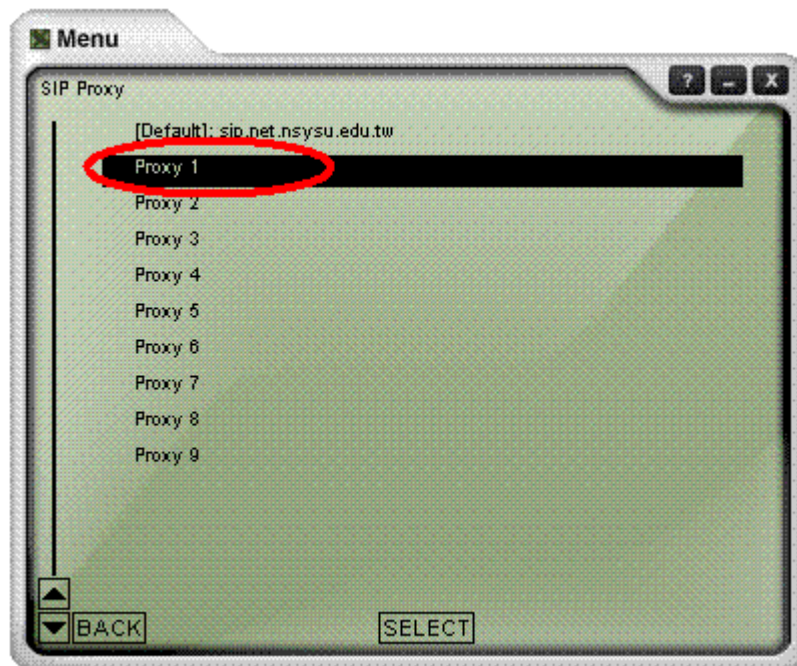 Menu
SIP Proxy
? - X
[Default]: sip.net.nsysu.edu.tw
Proxy 1
Proxy 2
Proxy 3
Proxy 4
Proxy 5
Proxy 6
Proxy 7
Proxy 8
Proxy 9
BACK SELECT